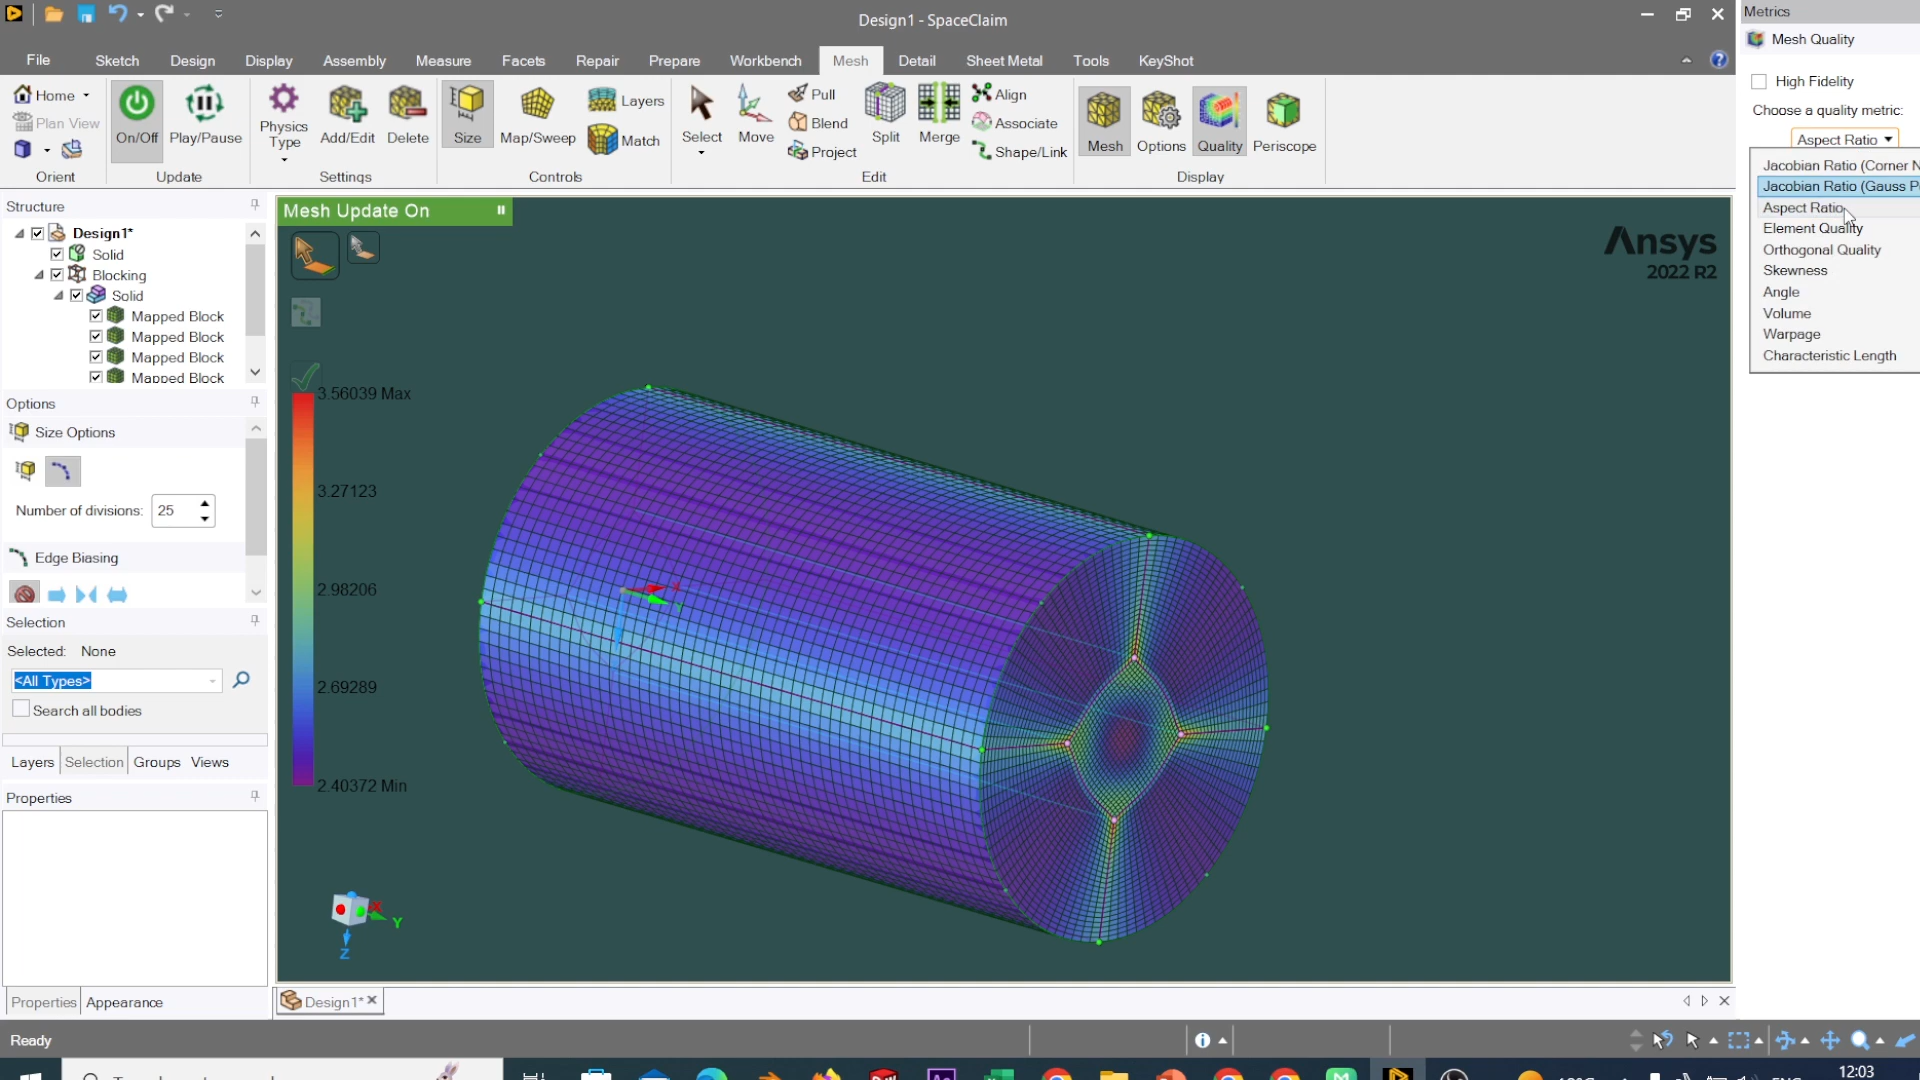 Design1 - SpaceClaim
Metrics
File Sketch Design Display Assembly Measure Facets Repair Prepare Workbench Mesh Detail Sheet Metal Tools KeyShot
Mesh Quality
High Fidelity
Choose a quality metric:
Aspect Ratio
Jacobian Ratio (Corner N
Jacobian Ratio (Gauss P
Aspect Ratio
Element Quality
Orthogonal Quality
Skewness
Angle
Volume
Warpage
Characteristic Length
Home
Plan View
Orient
On/Off
Play/Pause
Update
Physics
Type
Add/Edit
Delete
Settings
Size
Map/Sweep
Layers
Match
Controls
Select
Move
Pull
Blend
Project
Split
Merge
Align
Associate
Shape/Link
Edit
Mesh
Options
Quality
Periscope
Display
Structure
Design1*
Solid
Blocking
Solid
Mapped Block
Mapped Block
Mapped Block
Mapped Block
Options
Size Options
Number of divisions: 25
Edge Biasing
Selection
Selected: None
<All Types>
Search all bodies
Layers Selection Groups Views
Properties
Properties Appearance
Mesh Update On
Ansys
2022 R2
3.56039 Max
3.27123
2.98206
2.69289
2.40372 Min
X
Y
X
Y
Z
Design1*
Ready
12:03